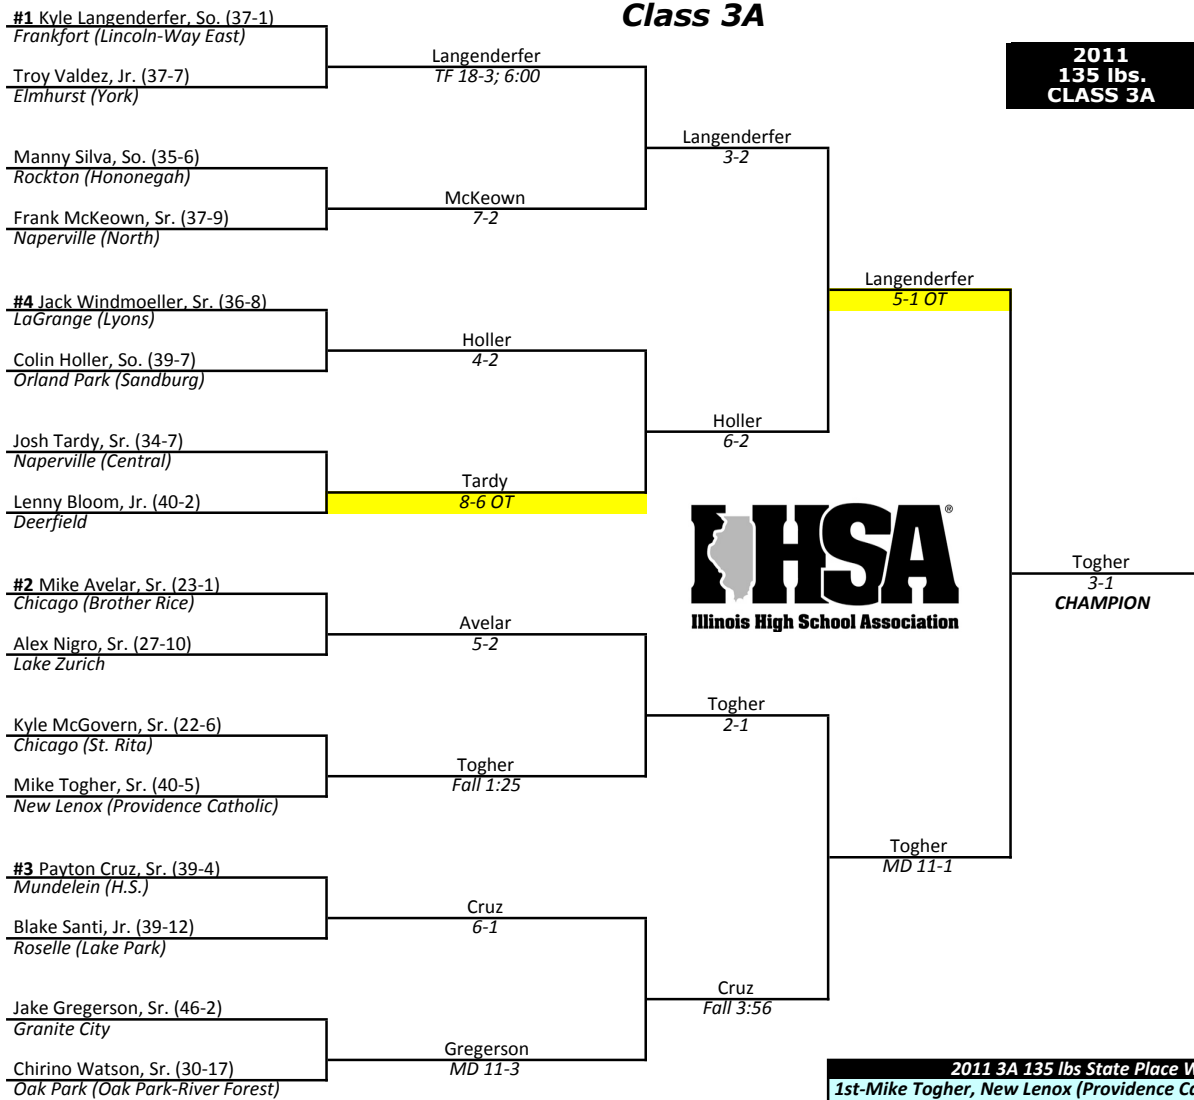 Class 3A
2011
135 lbs.
CLASS 3A
#1 Kyle Langenderfer, So. (37-1)
Frankfort (Lincoln-Way East)
Troy Valdez, Jr. (37-7)
Elmhurst (York)
Manny Silva, So. (35-6)
Rockton (Hononegah)
Frank McKeown, Sr. (37-9)
Naperville (North)
#4 Jack Windmoeller, Sr. (36-8)
LaGrange (Lyons)
Colin Holler, So. (39-7)
Orland Park (Sandburg)
Josh Tardy, Sr. (34-7)
Naperville (Central)
Lenny Bloom, Jr. (40-2)
Deerfield
#2 Mike Avelar, Sr. (23-1)
Chicago (Brother Rice)
Alex Nigro, Sr. (27-10)
Lake Zurich
Kyle McGovern, Sr. (22-6)
Chicago (St. Rita)
Mike Togher, Sr. (40-5)
New Lenox (Providence Catholic)
#3 Payton Cruz, Sr. (39-4)
Mundelein (H.S.)
Blake Santi, Jr. (39-12)
Roselle (Lake Park)
Jake Gregerson, Sr. (46-2)
Granite City
Chirino Watson, Sr. (30-17)
Oak Park (Oak Park-River Forest)
Langenderfer
TF 18-3; 6:00
McKeown
7-2
Holler
4-2
Tardy
8-6 OT
Avelar
5-2
Togher
Fall 1:25
Cruz
6-1
Gregerson
MD 11-3
Langenderfer
3-2
Holler
6-2
Togher
2-1
Cruz
Fall 3:56
Langenderfer
5-1 OT
Togher
MD 11-1
IHSA®
Illinois High School Association
Togher
3-1
CHAMPION
2011 3A 135 lbs State Place W
1st-Mike Togher, New Lenox (Providence Ca